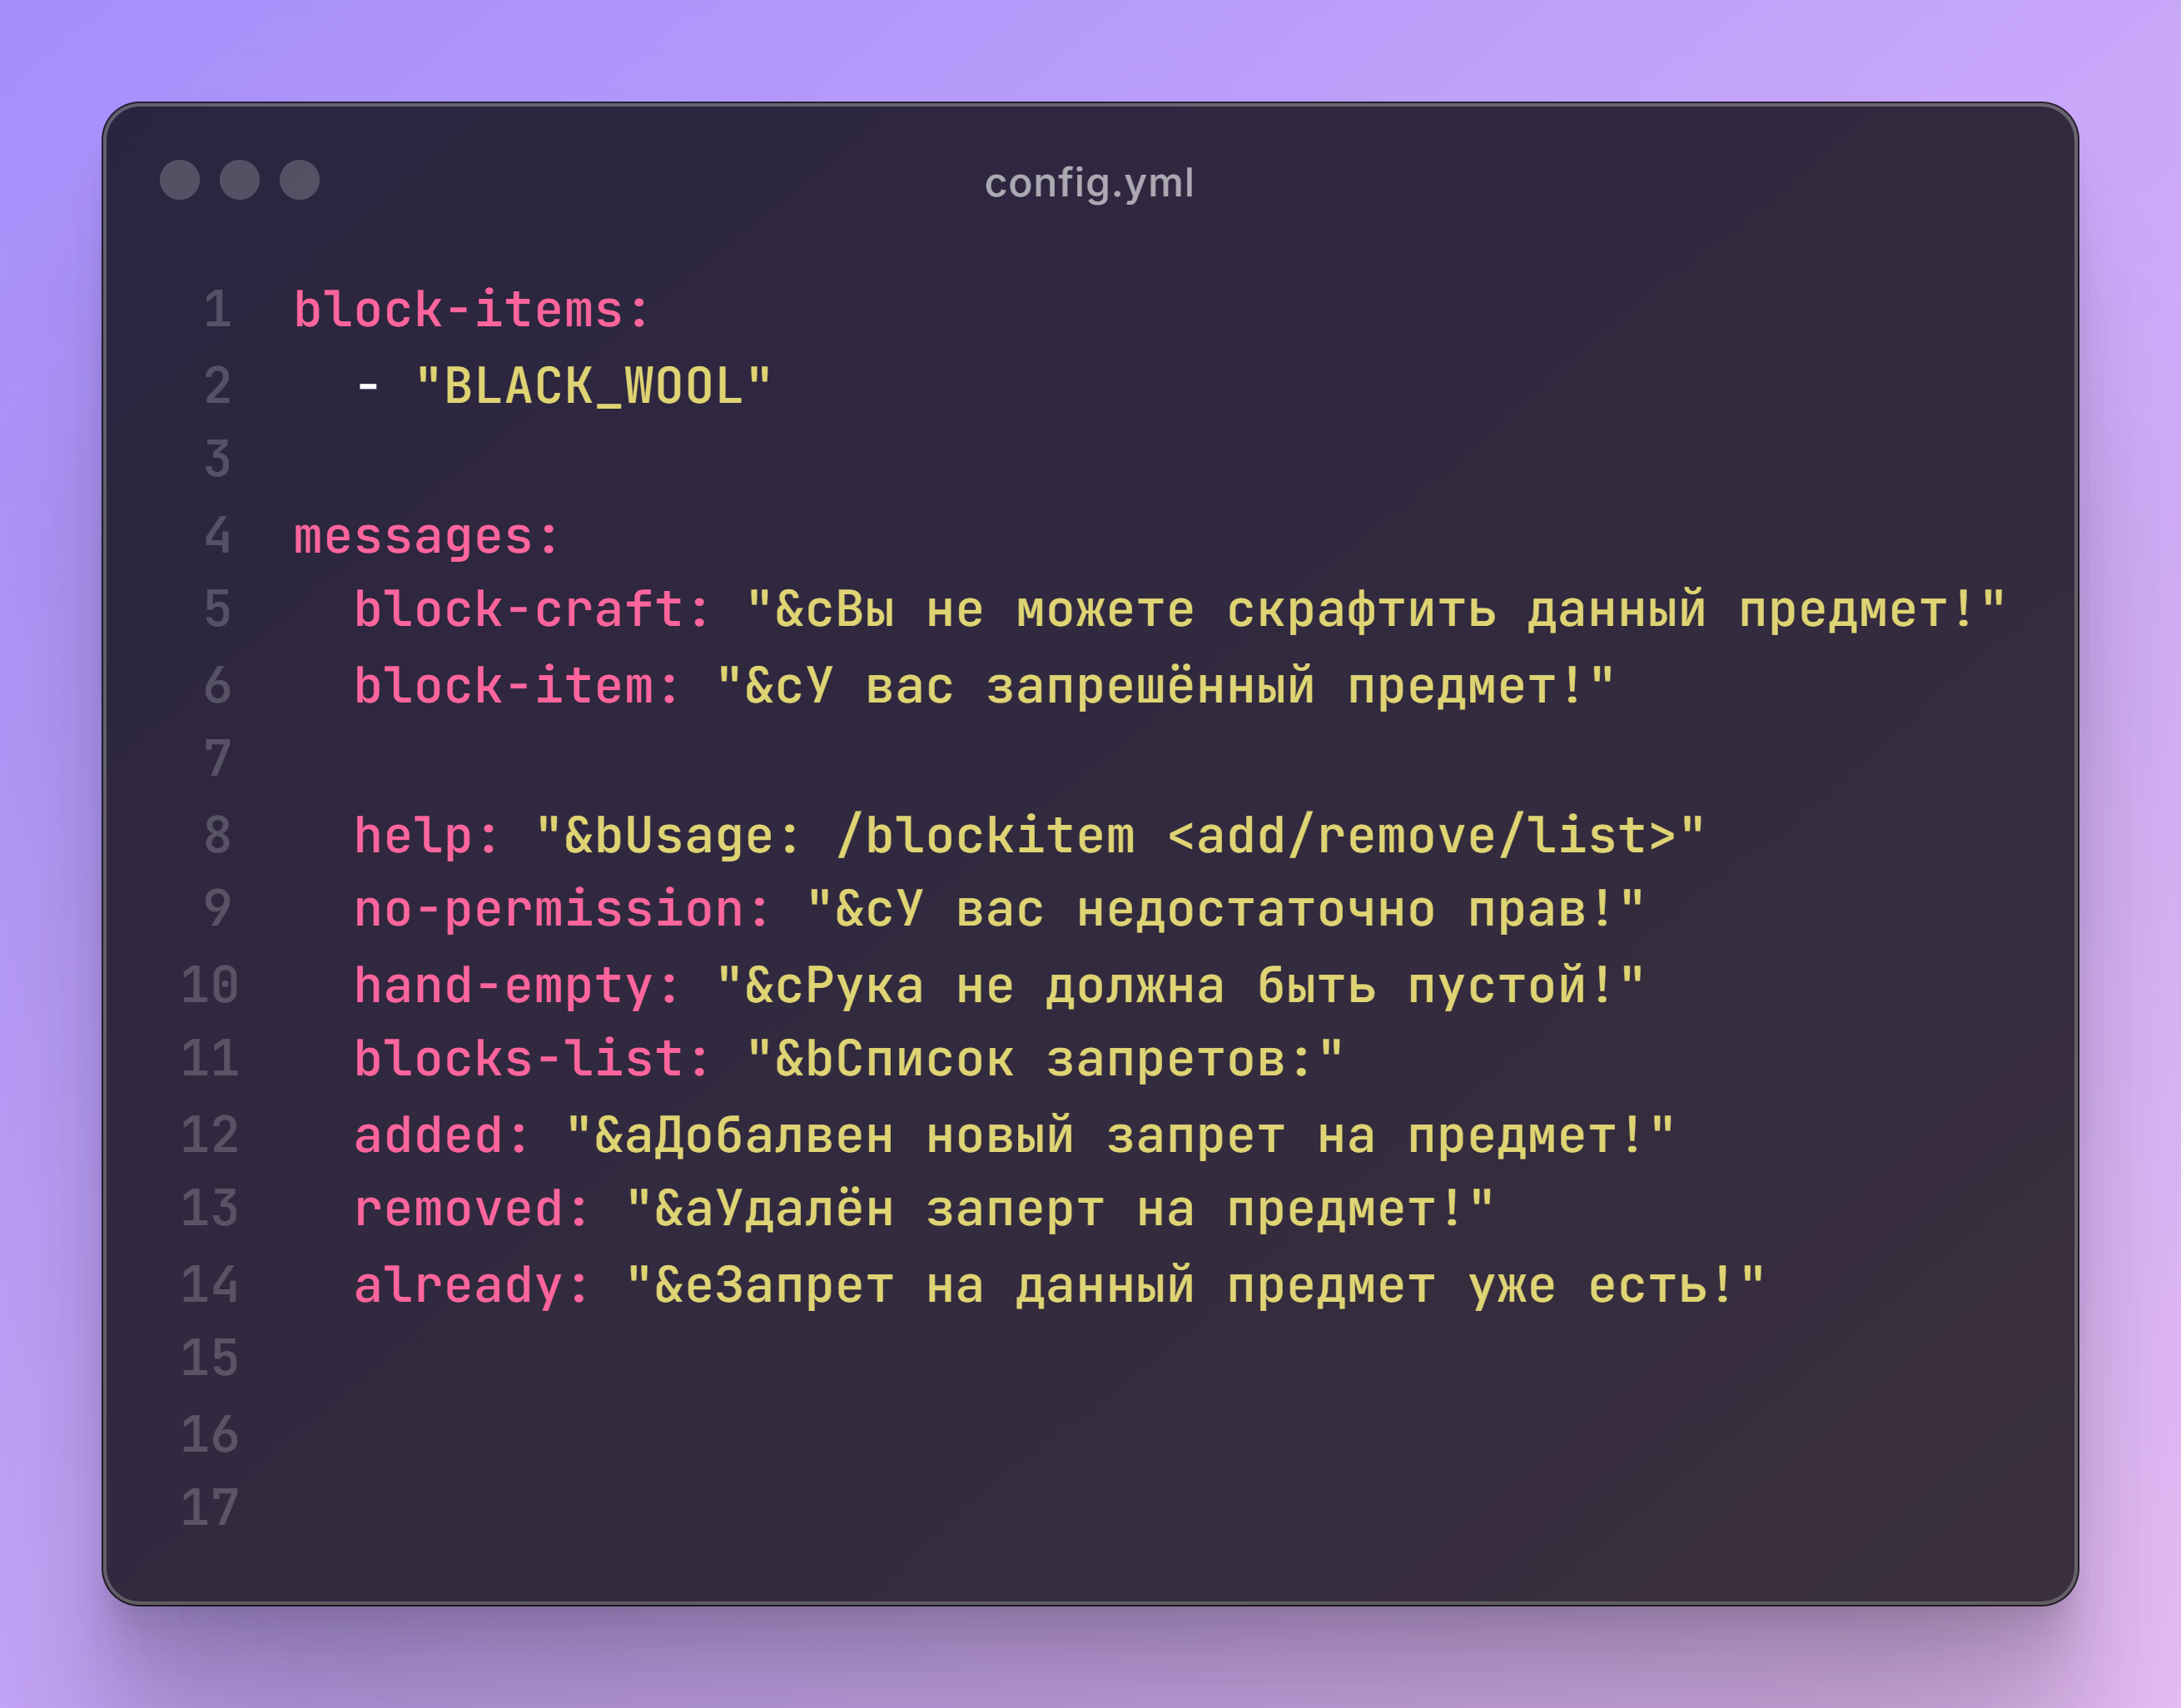 config.yml
1 block-items:
2   - "BLACK_WOOL"
3
4 messages:
5   block-craft: "&cВы не можете скрафтить данный предмет!"
6   block-item: "&cУ вас запрешённый предмет!"
7
8   help: "&bUsage: /blockitem <add/remove/list>"
9   no-permission: "&cУ вас недостаточно прав!"
10   hand-empty: "&cРука не должна быть пустой!"
11   blocks-list: "&bСписок запретов:"
12   added: "&aДобалвен новый запрет на предмет!"
13   removed: "&aУдалён заперт на предмет!"
14   already: "&eЗапрет на данный предмет уже есть!"
15
16
17